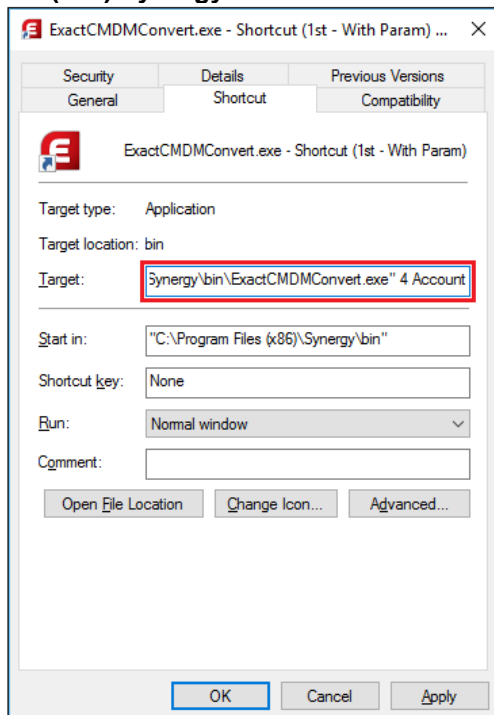 ExactCMDMConvert.exe - Shortcut (1st - With Param) ...
Security Details Previous Versions
General Shortcut Compatibility
ExactCMDMConvert.exe - Shortcut (1st - With Param)
Target type: Application
Target location: bin
Target: Synergy\bin\ExactCMDMConvert.exe" 4 Account
Start in: "C:\Program Files (x86)\Synergy\bin"
Shortcut key: None
Run: Normal window
Comment:
Open File Location Change Icon... Advanced...
OK Cancel Apply